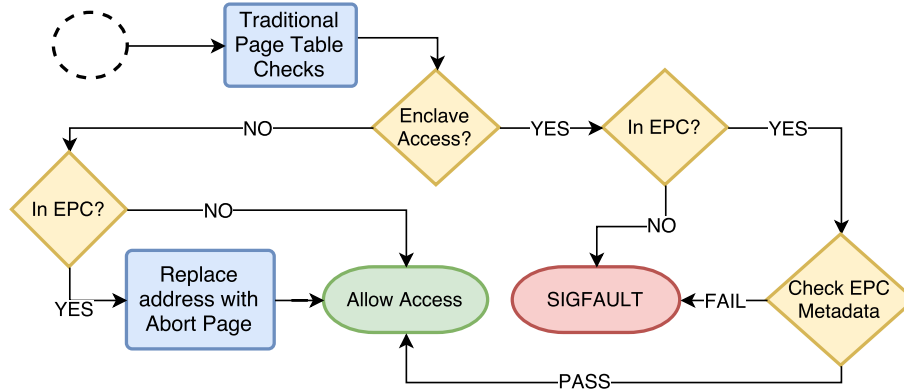 Traditional
Page Table
Checks
Enclave
Access?
NO
YES
In EPC?
YES
In EPC?
NO
NO
YES
Replace
address with
Abort Page
Allow Access
SIGFAULT
FAIL
Check EPC
Metadata
PASS